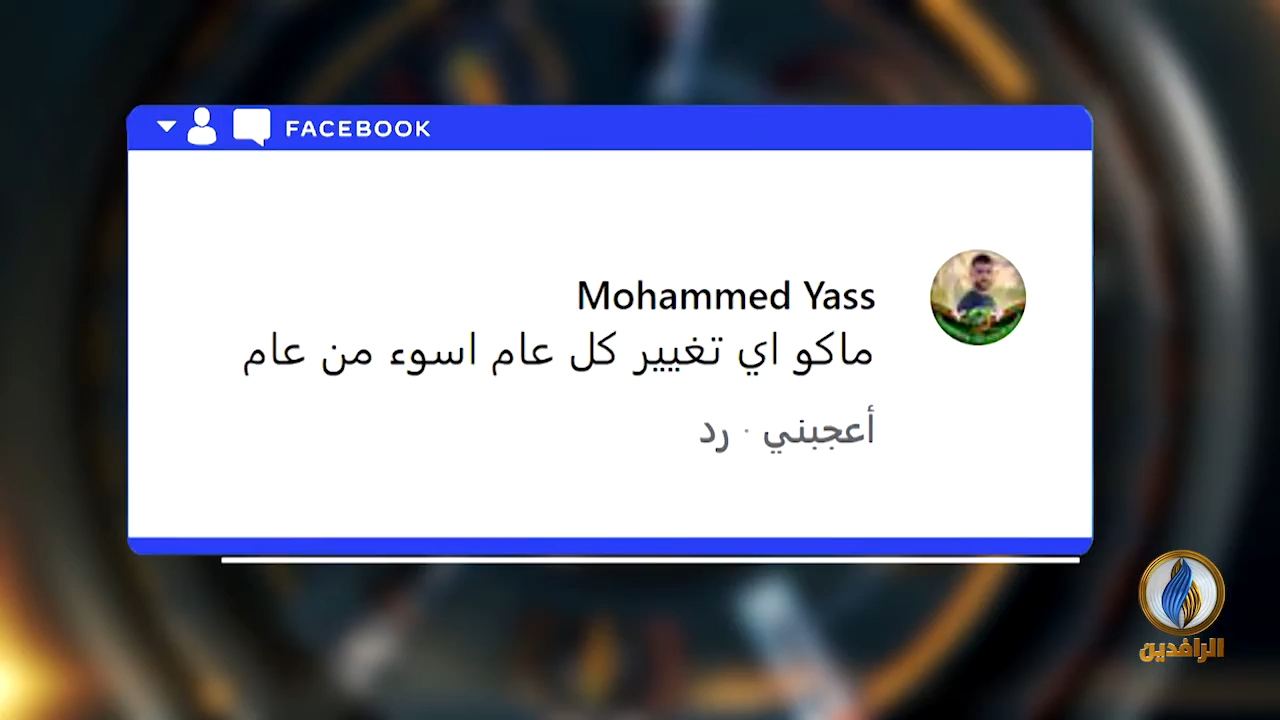 FACEBOOK
Mohammed Yass
ماكو اي تغيير كل عام اسوء من عام
أعجبني · رد
الرافدين